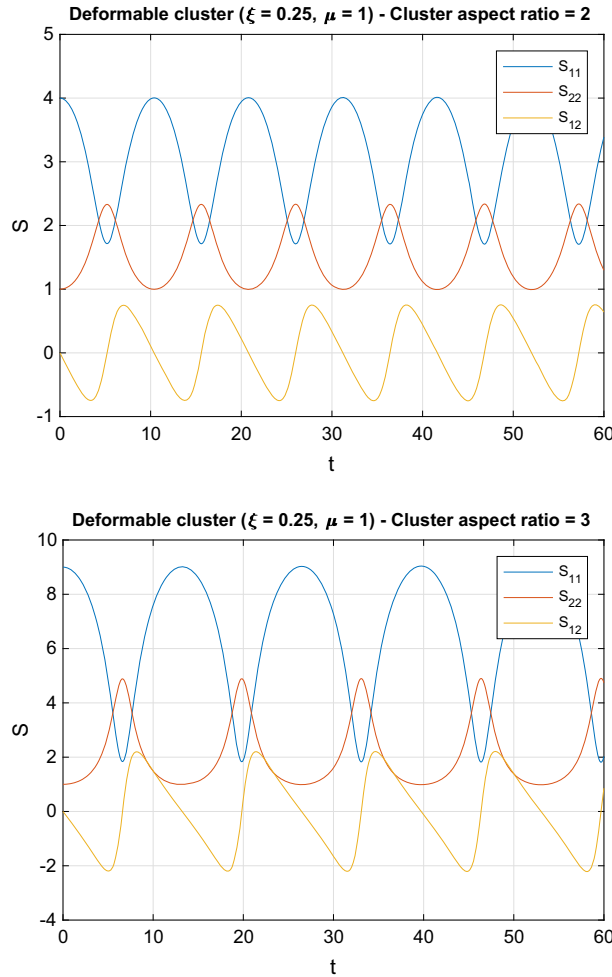 Deformable cluster (ξ = 0.25, μ = 1) - Cluster aspect ratio = 2
5
4
3
2
1
0
-1
S
S11
S22
S12
0 10 20 30 40 50 60
t
Deformable cluster (ξ = 0.25, μ = 1) - Cluster aspect ratio = 3
10
8
6
4
2
0
-2
-4
S
S11
S22
S12
0 10 20 30 40 50 60
t